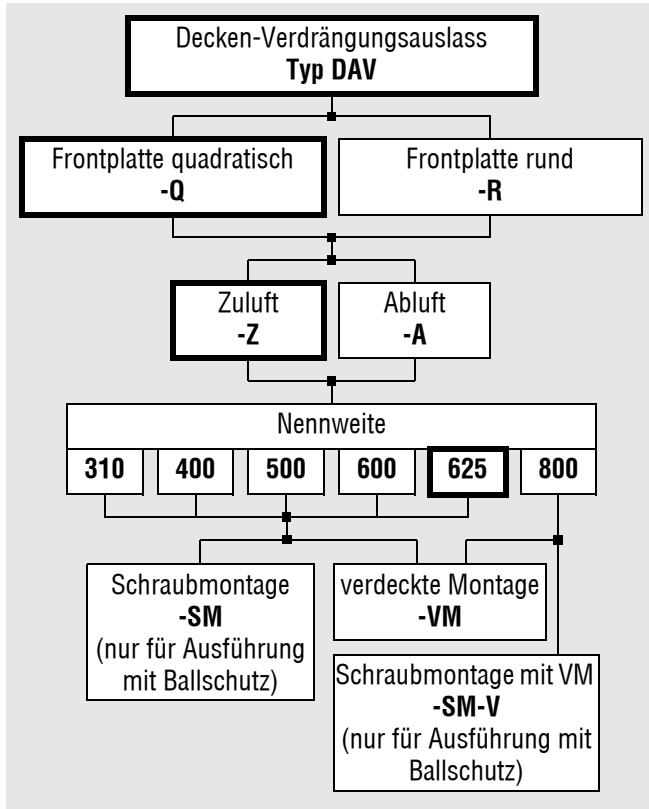 Decken-Verdrängungsauslass
Typ DAV
Frontplatte quadratisch
-Q
Frontplatte rund
-R
Zuluft
-Z
Abluft
-A
Nennweite
310 400 500 600 625 800
Schraubmontage
-SM
(nur für Ausführung
mit Ballschutz)
verdeckte Montage
-VM
Schraubmontage mit VM
-SM-V
(nur für Ausführung mit
Ballschutz)